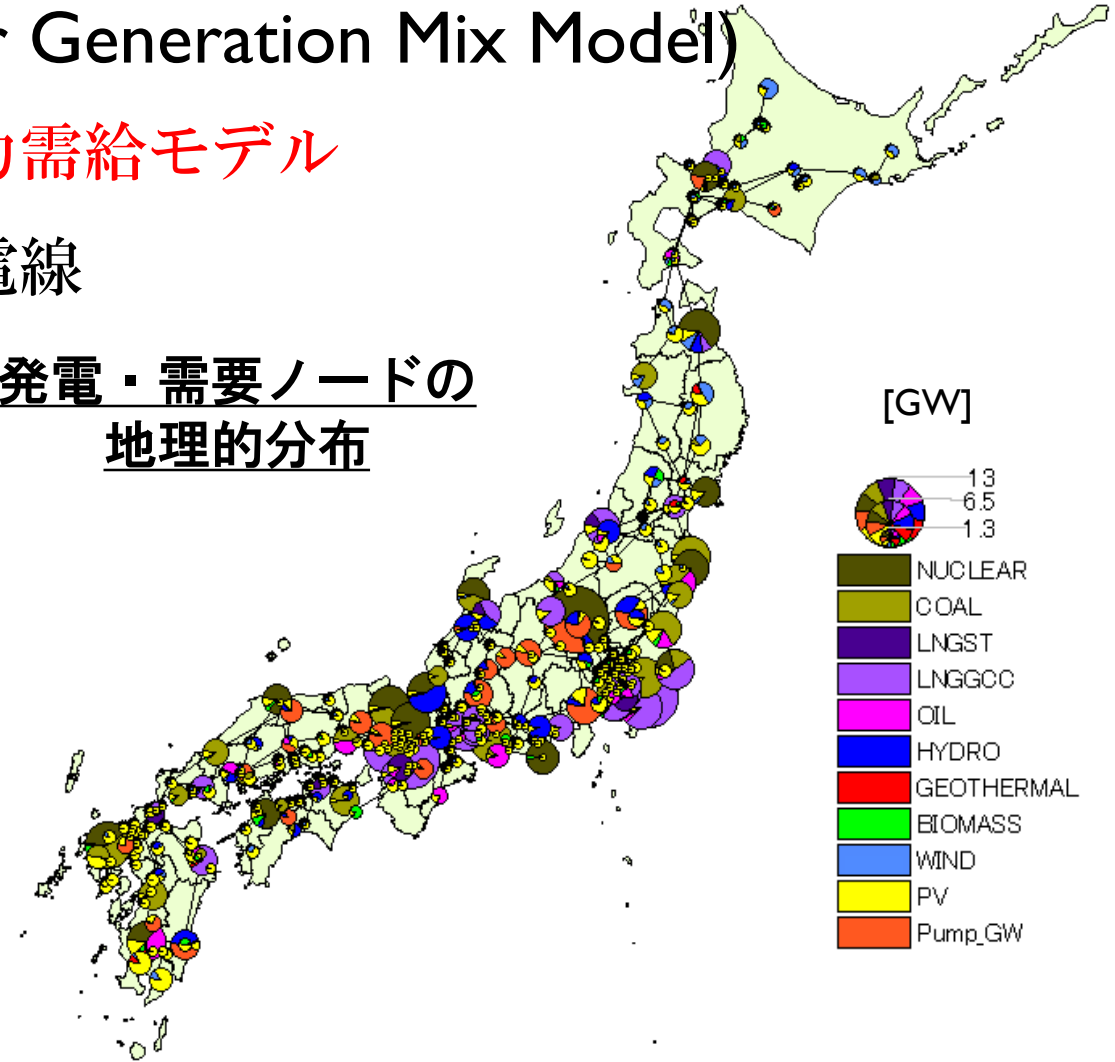 r Generation Mix Model)
力需給モデル
電線
発電・需要ノードの
地理的分布
[GW]
13
6.5
1.3
NUCLEAR
COAL
LNGST
LNGGCC
OIL
HYDRO
GEOTHERMAL
BIOMASS
WIND
PV
Pump_GW